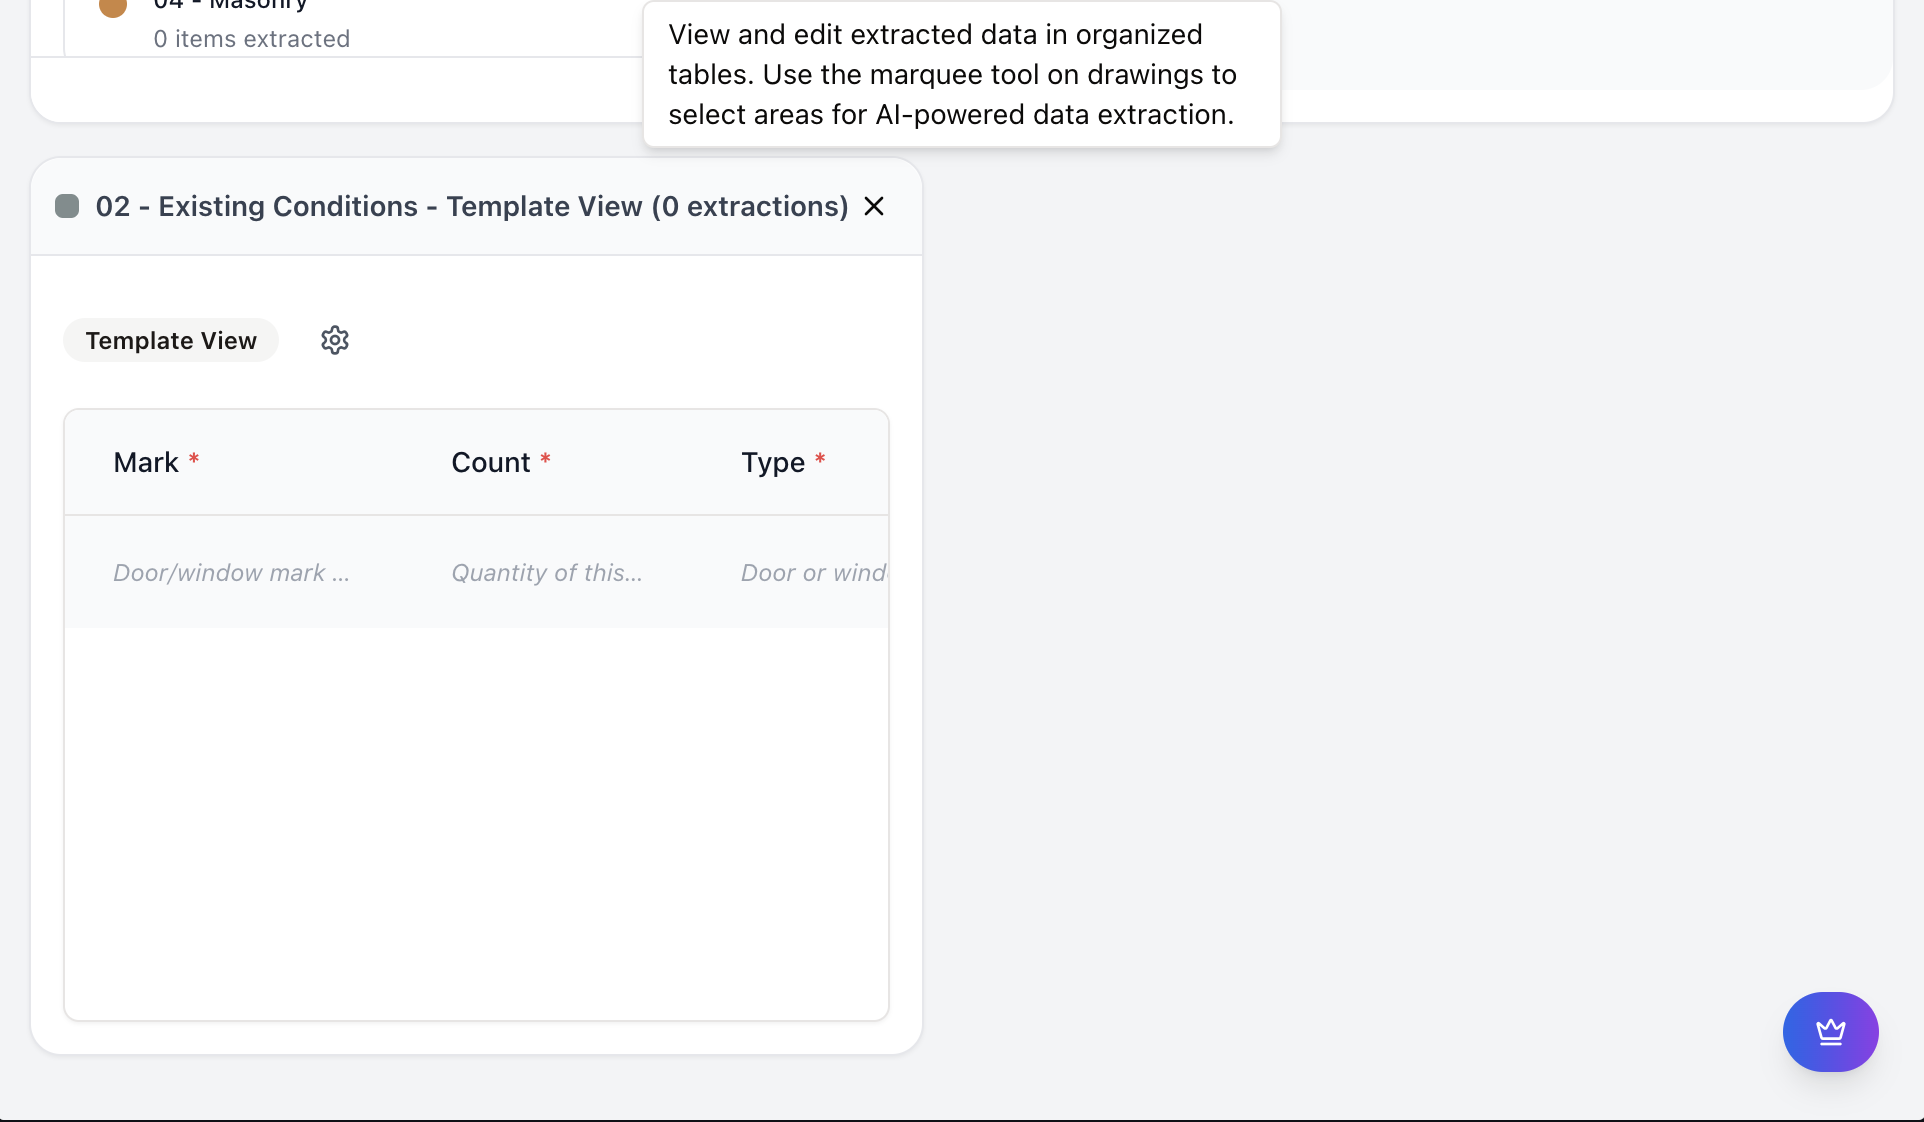 04 - Masonry
0 items extracted
View and edit extracted data in organized
tables. Use the marquee tool on drawings to
select areas for AI-powered data extraction.
02 - Existing Conditions - Template View (0 extractions)
Template View
Mark * Count * Type *
Door/window mark ... Quantity of this... Door or wind